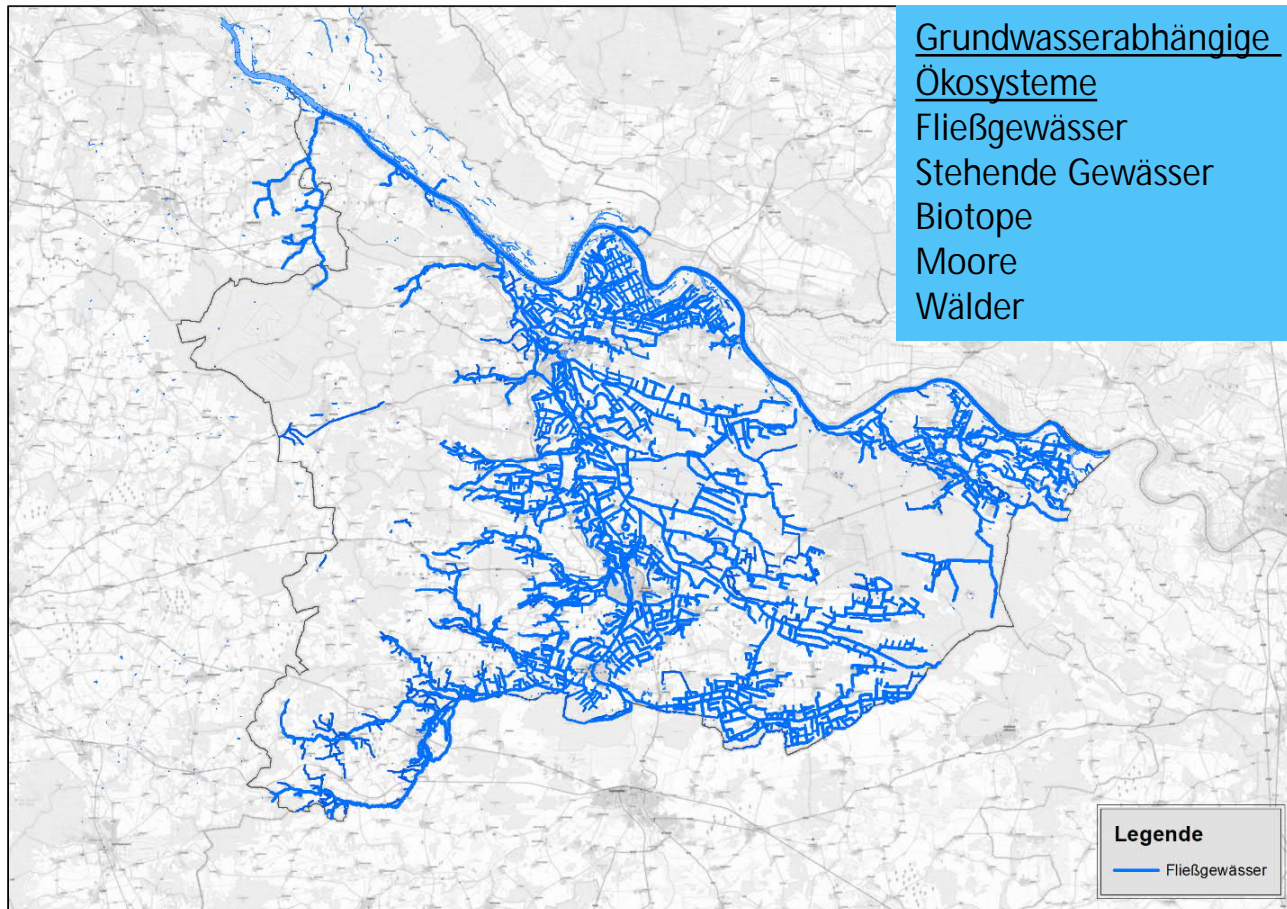 Grundwasserabhängige
Ökosysteme
Fließgewässer
Stehende Gewässer
Biotope
Moore
Wälder
Legende
Fließgewässer